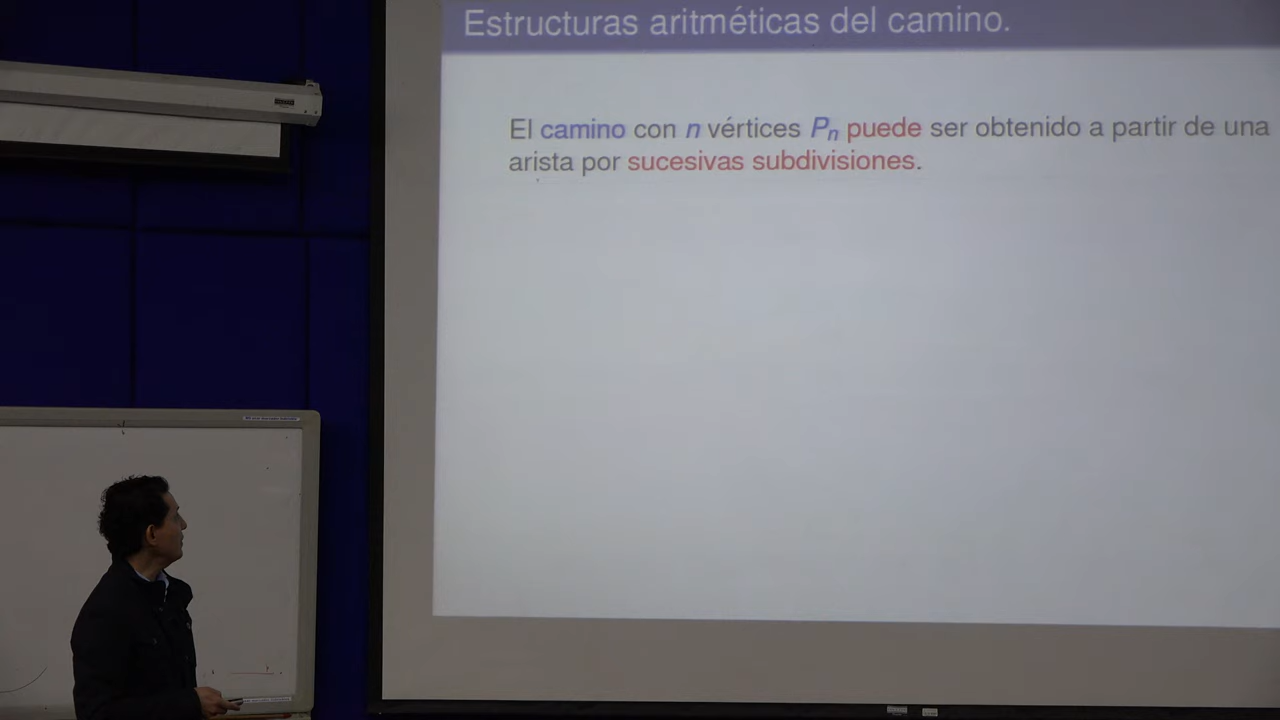 Estructuras aritméticas del camino.
El camino con n vértices Pn puede ser obtenido a partir de una
arista por sucesivas subdivisiones.